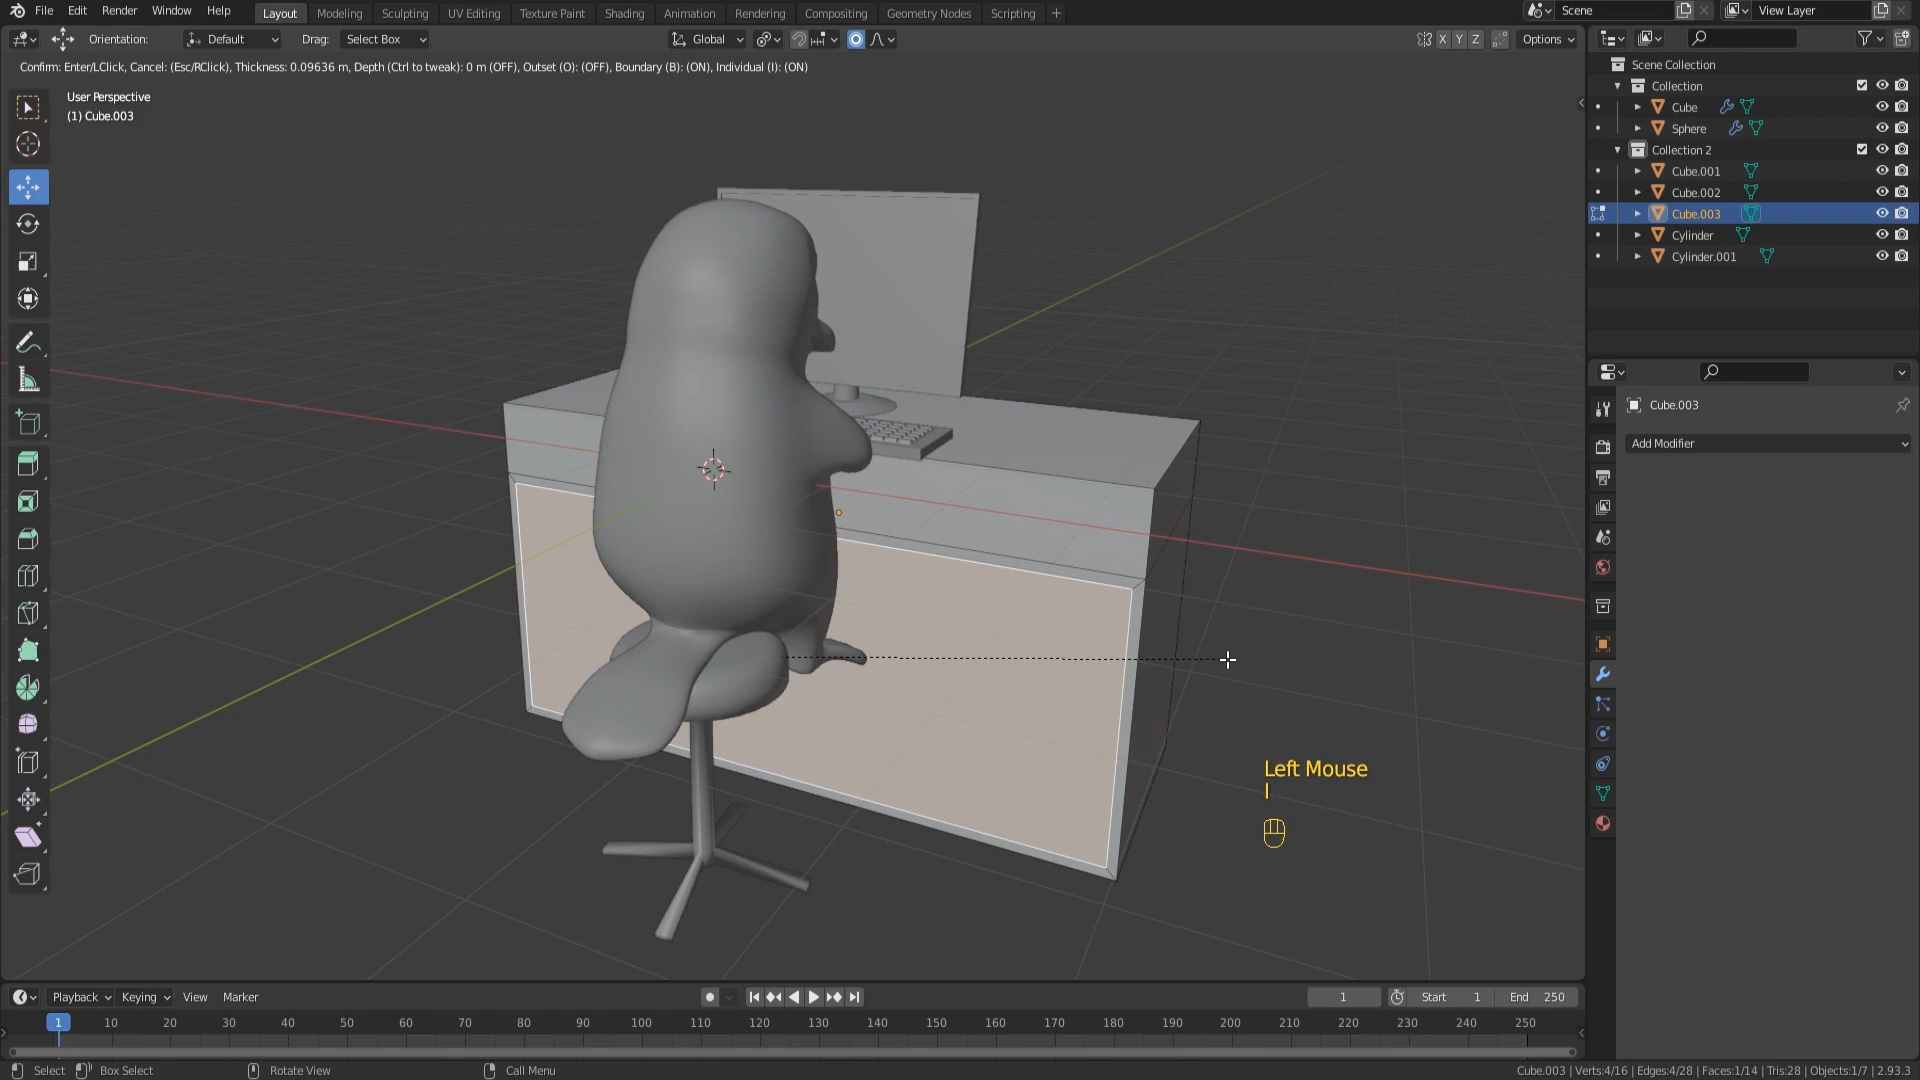 File Edit Render Window Help Layout Modeling Sculpting UV Editing Texture Paint Shading Animation Rendering Compositing Geometry Nodes Scripting + Scene View Layer
Orientation: Default Drag: Select Box Global X Y Z Options
Confirm: Enter/LClick, Cancel: (Esc/RClick), Thickness: 0.09636 m, Depth (Ctrl to tweak): 0 m (OFF), Outset (O): (OFF), Boundary (B): (ON), Individual (I): (ON)
User Perspective
(1) Cube.003
Scene Collection
Collection
Cube
Sphere
Collection 2
Cube.001
Cube.002
Cube.003
Cylinder
Cylinder.001
Cube.003
Add Modifier
Left Mouse
I
Playback Keying View Marker 1 Start 1 End 250
1 10 20 30 40 50 60 70 80 90 100 110 120 130 140 150 160 170 180 190 200 210 220 230 240 250
Select Box Select Rotate View Call Menu Cube.003 | Verts:4/16 | Edges:4/28 | Faces:1/14 | Tris:28 | Objects:1/7 | 2.93.3